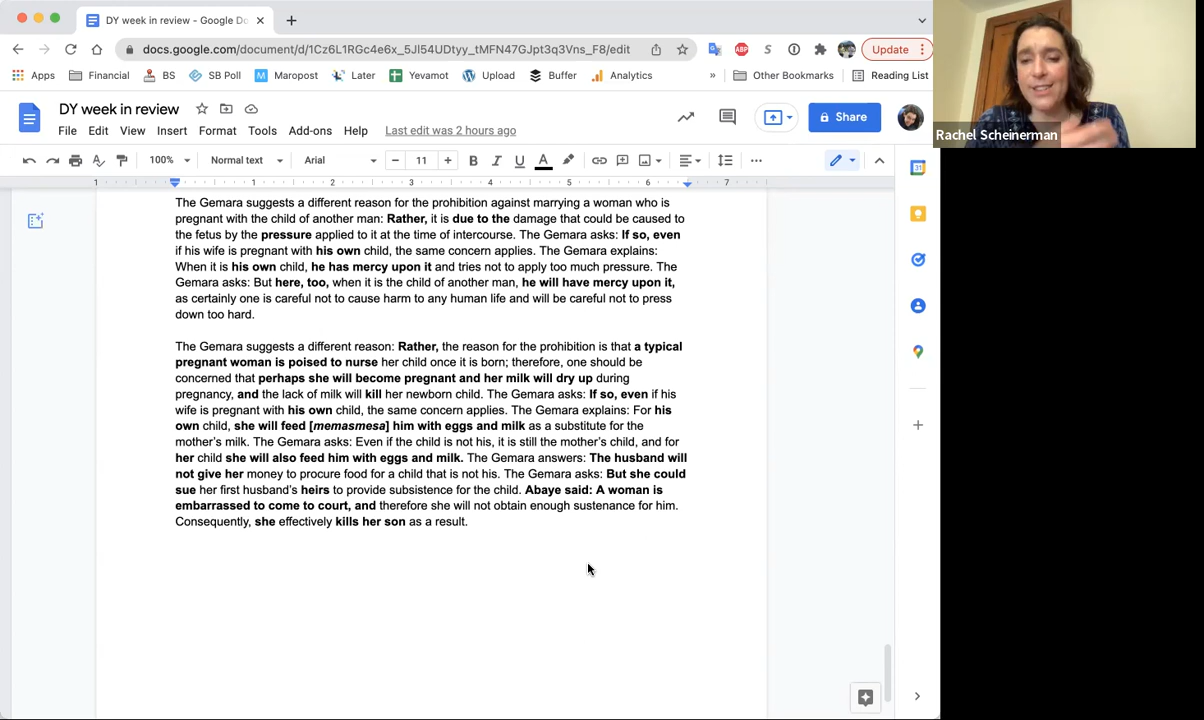 DY week in review - Google Do
docs.google.com/document/d/1Cz6L1RGc4e6x_5Jl54UDtyy_tMFN47GJpt3q3Vns_F8/edit
ABP
Update
Apps
Financial
BS
SB Poll
Maropost
Later
Yevamot
Upload
Buffer
Analytics
»
Other Bookmarks
Reading List
Rachel Scheinerman
DY week in review
File Edit View Insert Format Tools Add-ons Help Last edit was 2 hours ago
Share
100% Normal text Arial 11 B I U A
1 1 2 3 4 5 6 7
31
The Gemara suggests a different reason for the prohibition against marrying a woman who is
pregnant with the child of another man: Rather, it is due to the damage that could be caused to
the fetus by the pressure applied to it at the time of intercourse. The Gemara asks: If so, even
if his wife is pregnant with his own child, the same concern applies. The Gemara explains:
When it is his own child, he has mercy upon it and tries not to apply too much pressure. The
Gemara asks: But here, too, when it is the child of another man, he will have mercy upon it,
as certainly one is careful not to cause harm to any human life and will be careful not to press
down too hard.
The Gemara suggests a different reason: Rather, the reason for the prohibition is that a typical
pregnant woman is poised to nurse her child once it is born; therefore, one should be
concerned that perhaps she will become pregnant and her milk will dry up during
pregnancy, and the lack of milk will kill her newborn child. The Gemara asks: If so, even if his
wife is pregnant with his own child, the same concern applies. The Gemara explains: For his
own child, she will feed [memasmesa] him with eggs and milk as a substitute for the
mother's milk. The Gemara asks: Even if the child is not his, it is still the mother's child, and for
her child she will also feed him with eggs and milk. The Gemara answers: The husband will
not give her money to procure food for a child that is not his. The Gemara asks: But she could
sue her first husband's heirs to provide subsistence for the child. Abaye said: A woman is
embarrassed to come to court, and therefore she will not obtain enough sustenance for him.
Consequently, she effectively kills her son as a result.